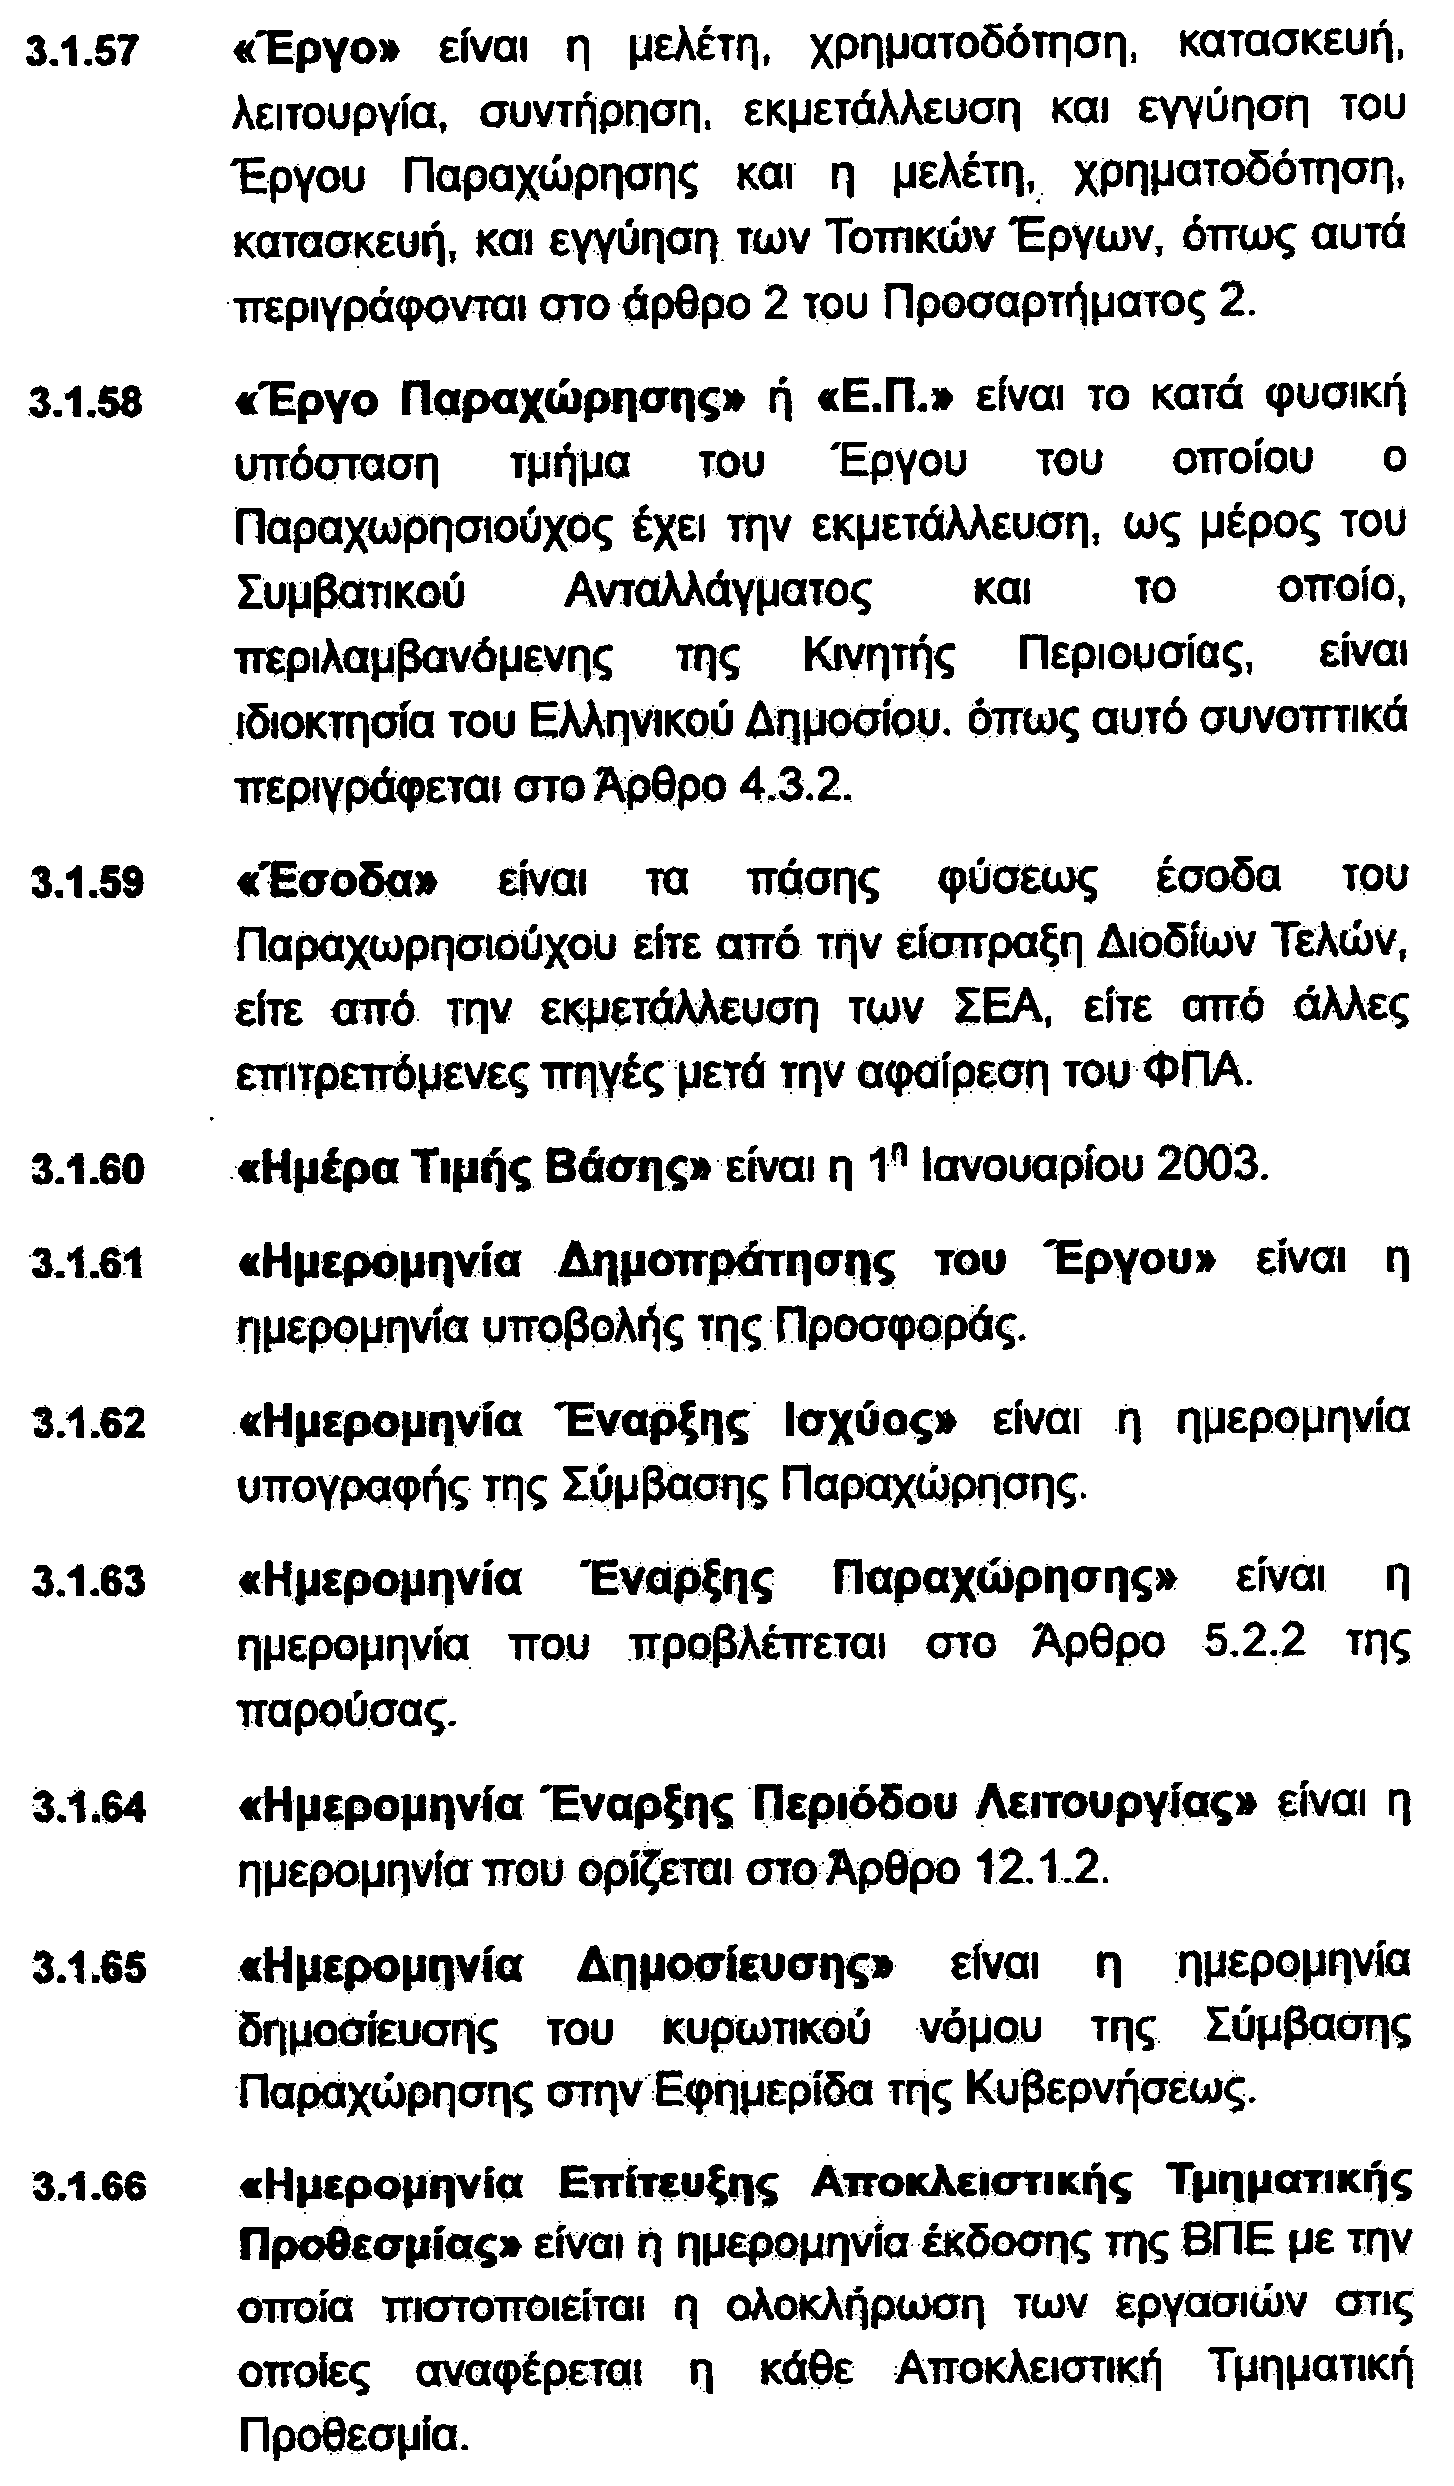 3.1.57 «Έργο» είναι η μελέτη, χρηματοδότηση, κατασκευή,
λειτουργία, συντήρηση, εκμετάλλευση και εγγύηση του
Έργου Παραχώρησης και η μελέτη, χρηματοδότηση,
κατασκευή, και εγγύηση των Τοπικών Έργων, όπως αυτά
περιγράφονται στο άρθρο 2 του Προσαρτήματος 2.
3.1.58 «Έργο Παραχώρησης» ή «Ε.Π.» είναι το κατά φυσική
υπόσταση τμήμα του Έργου του οποίου ο
Παραχωρησιούχος έχει την εκμετάλλευση, ως μέρος του
Συμβατικού Ανταλλάγματος και το οποίο,
περιλαμβανόμενης της Κινητής Περιουσίας, είναι
ιδιοκτησία του Ελληνικού Δημοσίου. όπως αυτό συνοπτικά
περιγράφεται στο Άρθρο 4.3.2.
3.1.59 «Έσοδα» είναι τα πάσης φύσεως έσοδα του
Παραχωρησιούχου είτε από την είσπραξη Διοδίων Τελών,
είτε από την εκμετάλλευση των ΣΕΑ, είτε από άλλες
επιτρεπόμενες πηγές μετά την αφαίρεση του ΦΠΑ.
3.1.60 «Ημέρα Τιμής Βάσης» είναι η 1η Ιανουαρίου 2003.
3.1.61 «Ημερομηνία Δημοπράτησης του Έργου» είναι η
ημερομηνία υποβολής της Προσφοράς.
3.1.62 «Ημερομηνία Έναρξης Ισχύος» είναι η ημερομηνία
υπογραφής της Σύμβασης Παραχώρησης.
3.1.63 «Ημερομηνία Έναρξης Παραχώρησης» είναι η
ημερομηνία που προβλέπεται στο Άρθρο 5.2.2 της
παρούσας.
3.1.64 «Ημερομηνία Έναρξης Περιόδου Λειτουργίας» είναι η
ημερομηνία που ορίζεται στο Άρθρο 12.1.2.
3.1.65 «Ημερομηνία Δημοσίευσης» είναι η ημερομηνία
δημοσίευσης του κυρωτικού νόμου της Σύμβασης
Παραχώρησης στην Εφημερίδα της Κυβερνήσεως.
3.1.66 «Ημερομηνία Επίτευξης Αποκλειστικής Τμηματικής
Προθεσμίας» είναι η ημερομηνία έκδοσης της ΒΠΕ με την
οποία πιστοποιείται η ολοκλήρωση των εργασιών στις
οποίες αναφέρεται η κάθε Αποκλειστική Τμηματική
Προθεσμία.